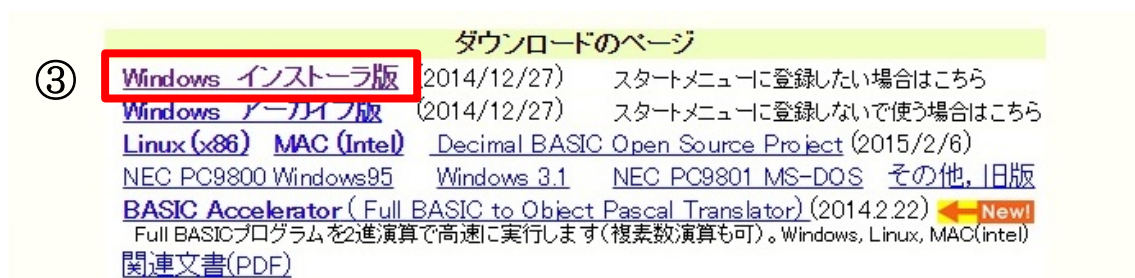 ダウンロードのページ
③ Windows インストーラ版 (2014/12/27) スタートメニューに登録したい場合はこちら
Windows アーカイブ版 (2014/12/27) スタートメニューに登録しないで使う場合はこちら
Linux (x86) MAC (Intel) Decimal BASIC Open Source Project (2015/2/6)
NEC PC9800 Windows95 Windows 3.1 NEC PC9801 MS-DOS その他, 旧版
BASIC Accelerator ( Full BASIC to Object Pascal Translator) (2014.2.22) New!
Full BASICプログラムを2進演算で高速に実行します(複素数演算も可)。Windows, Linux, MAC(intel)
関連文書(PDF)